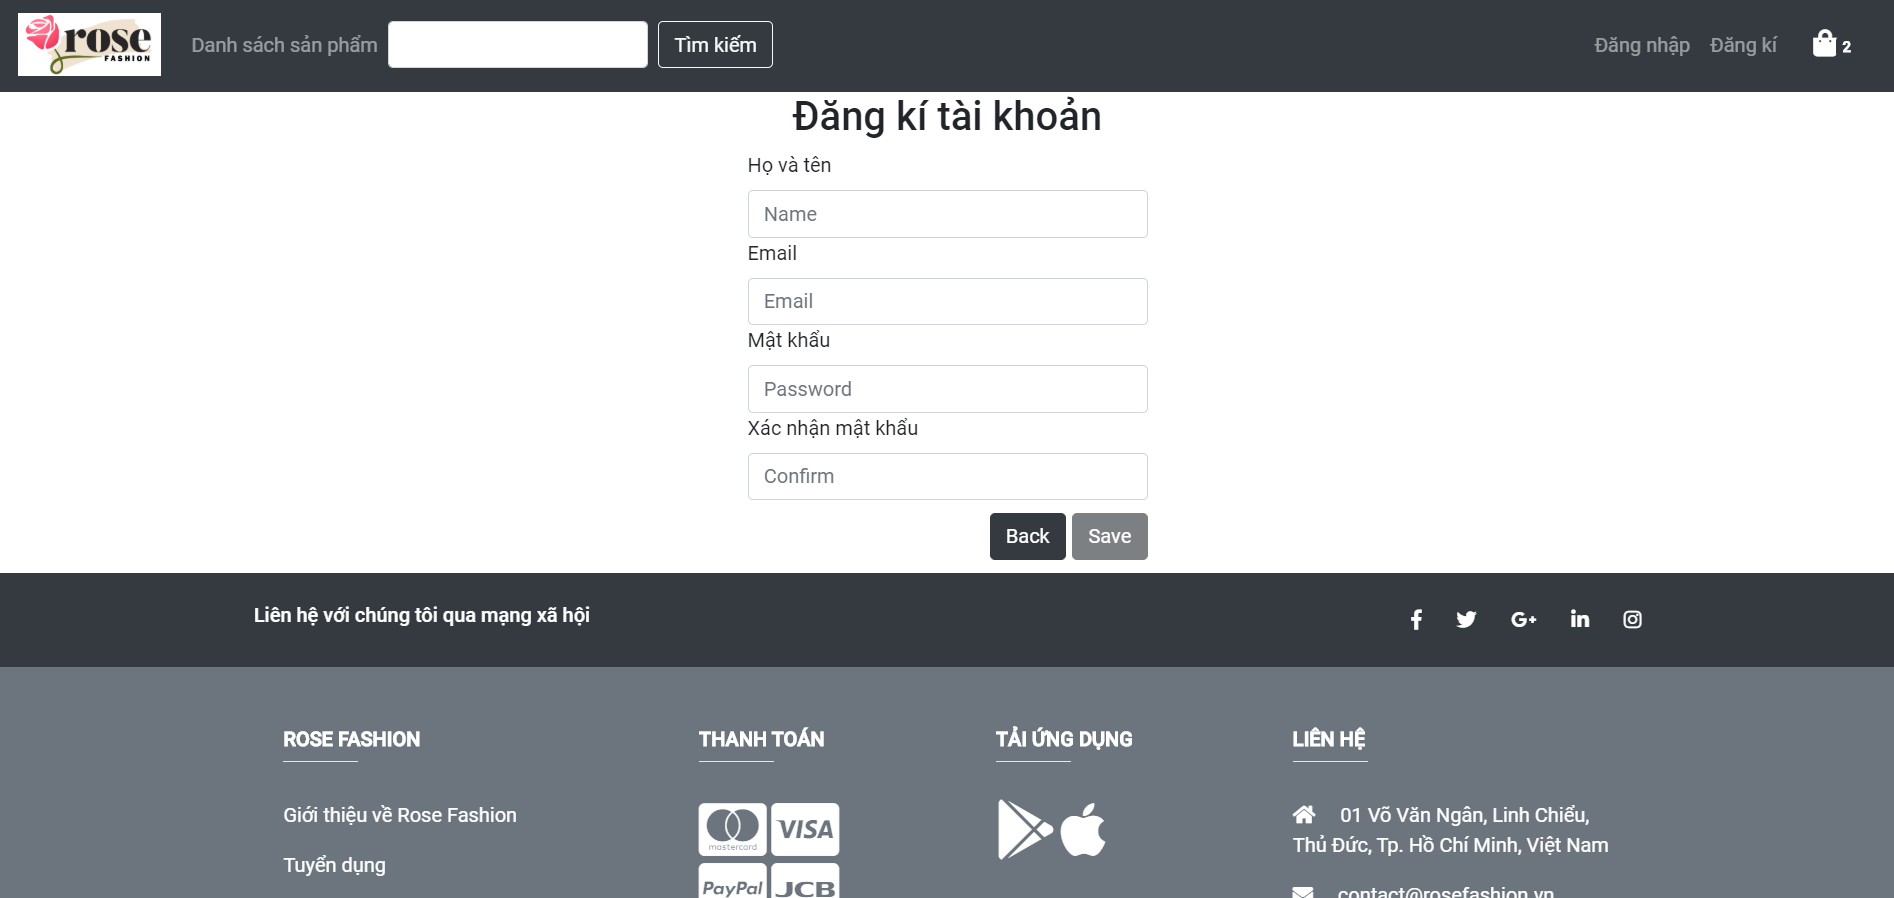 rose
FASHION
Danh sách sản phẩm
Tìm kiếm
Đăng nhập
Đăng kí
2
Đăng kí tài khoản
Họ và tên
Name
Email
Email
Mật khẩu
Password
Xác nhận mật khẩu
Confirm
Back
Save
Liên hệ với chúng tôi qua mạng xã hội
G+
in
ROSE FASHION
Giới thiệu về Rose Fashion
Tuyển dụng
THANH TOÁN
mastercard
VISA
PayPal
JCB
TẢI ỨNG DỤNG
LIÊN HỆ
01 Võ Văn Ngân, Linh Chiểu,
Thủ Đức, Tp. Hồ Chí Minh, Việt Nam
contact@rosefashion.vn